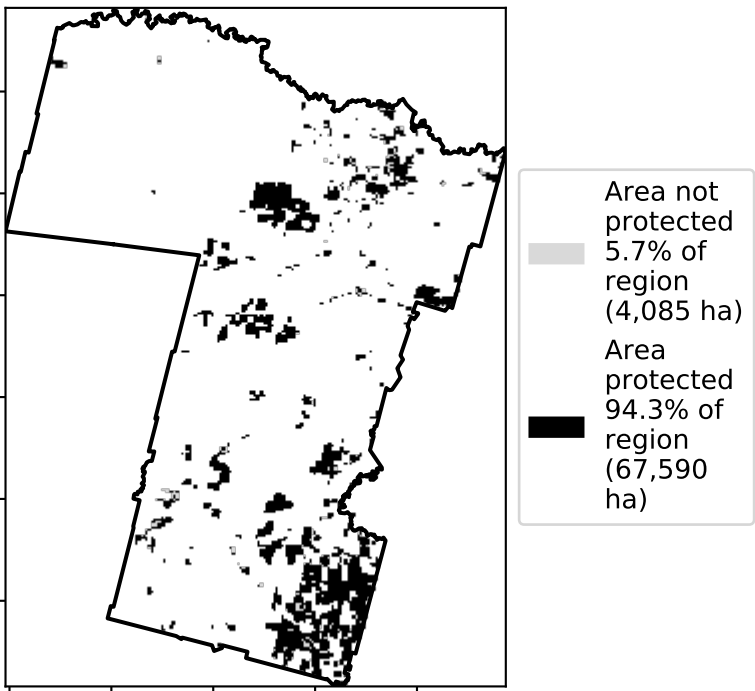 Area not
protected
5.7% of
region
(4,085 ha)
Area
protected
94.3% of
region
(67,590
ha)